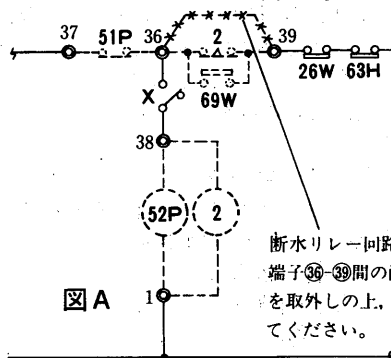 37
51P
36
2
39
26W
63H
X
69W
38
52P
2
断水リレー回路
端子㊱-㊴間の
を取外しの上,
てください。
1
図A